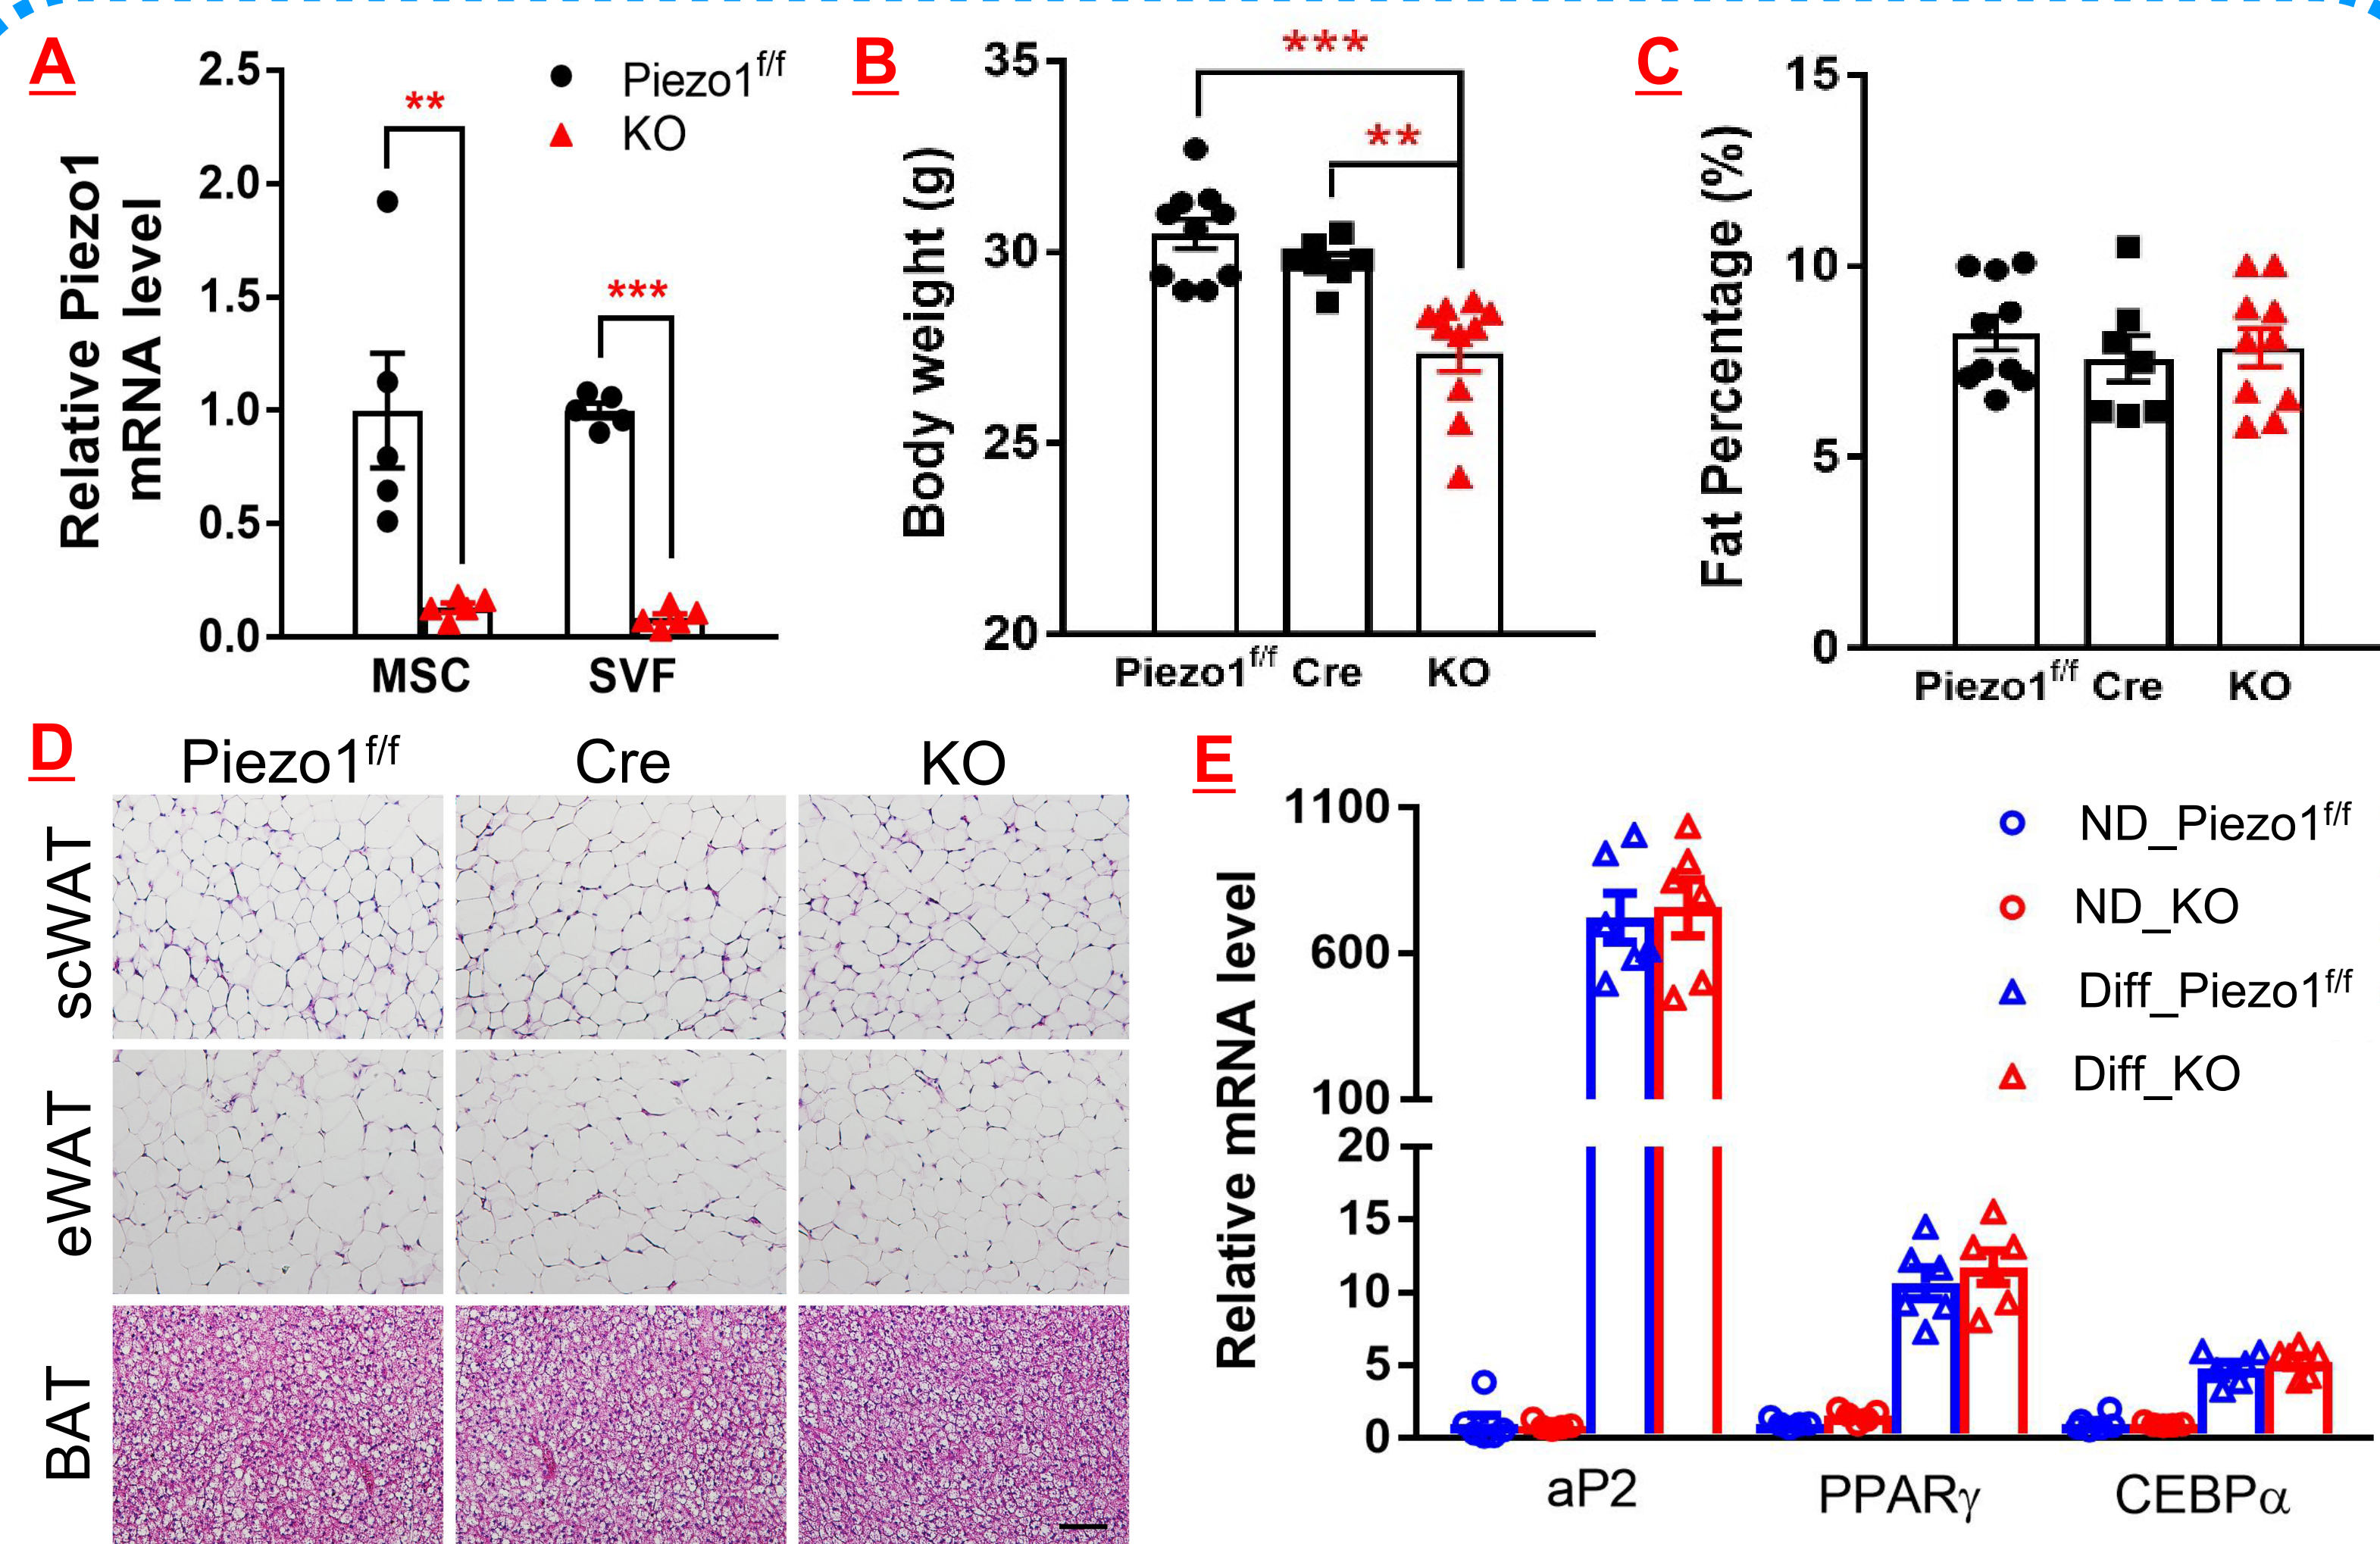 A
Relative Piezo1
mRNA level
2.5
2.0
1.5
1.0
0.5
0.0
**
***
Piezo1f/f
KO
MSC
SVF
B
Body weight (g)
35
30
25
20
***
**
Piezo1f/f
Cre
KO
C
Fat Percentage (%)
15
10
5
0
Piezo1f/f
Cre
KO
D
Piezo1f/f
Cre
KO
scWAT
eWAT
BAT
E
Relative mRNA level
1100
600
100
20
15
10
5
0
ND_Piezo1f/f
ND_KO
Diff_Piezo1f/f
Diff_KO
aP2
PPARγ
CEBPα